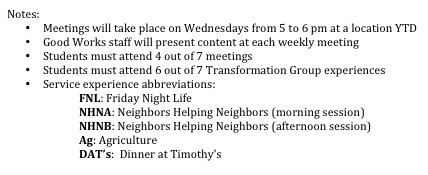 Notes:
• Meetings will take place on Wednesdays from 5 to 6 pm at a location YTD
• Good Works staff will present content at each weekly meeting
• Students must attend 4 out of 7 meetings
• Students must attend 6 out of 7 Transformation Group experiences
• Service experience abbreviations:
FNL: Friday Night Life
NHNA: Neighbors Helping Neighbors (morning session)
NHNB: Neighbors Helping Neighbors (afternoon session)
Ag: Agriculture
DAT's: Dinner at Timothy's